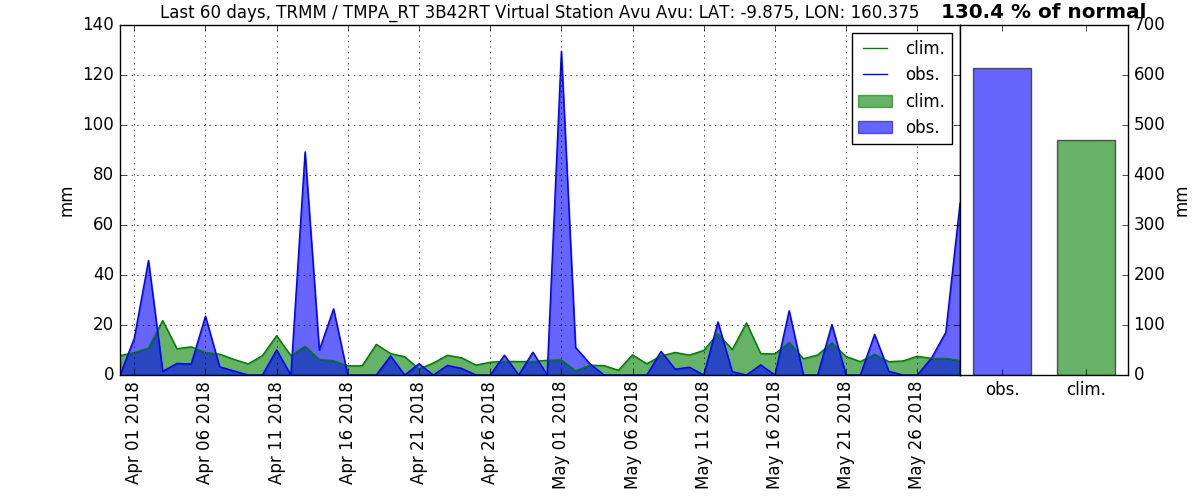 Last 60 days, TRMM / TMPA_RT 3B42RT Virtual Station Avu Avu: LAT: -9.875, LON: 160.375
130.4 % of normal
140
120
100
80
60
40
20
0
mm
clim.
obs.
clim.
obs.
700
600
500
400
300
200
100
0
mm
obs.
clim.
Apr 01 2018
Apr 06 2018
Apr 11 2018
Apr 16 2018
Apr 21 2018
Apr 26 2018
May 01 2018
May 06 2018
May 11 2018
May 16 2018
May 21 2018
May 26 2018